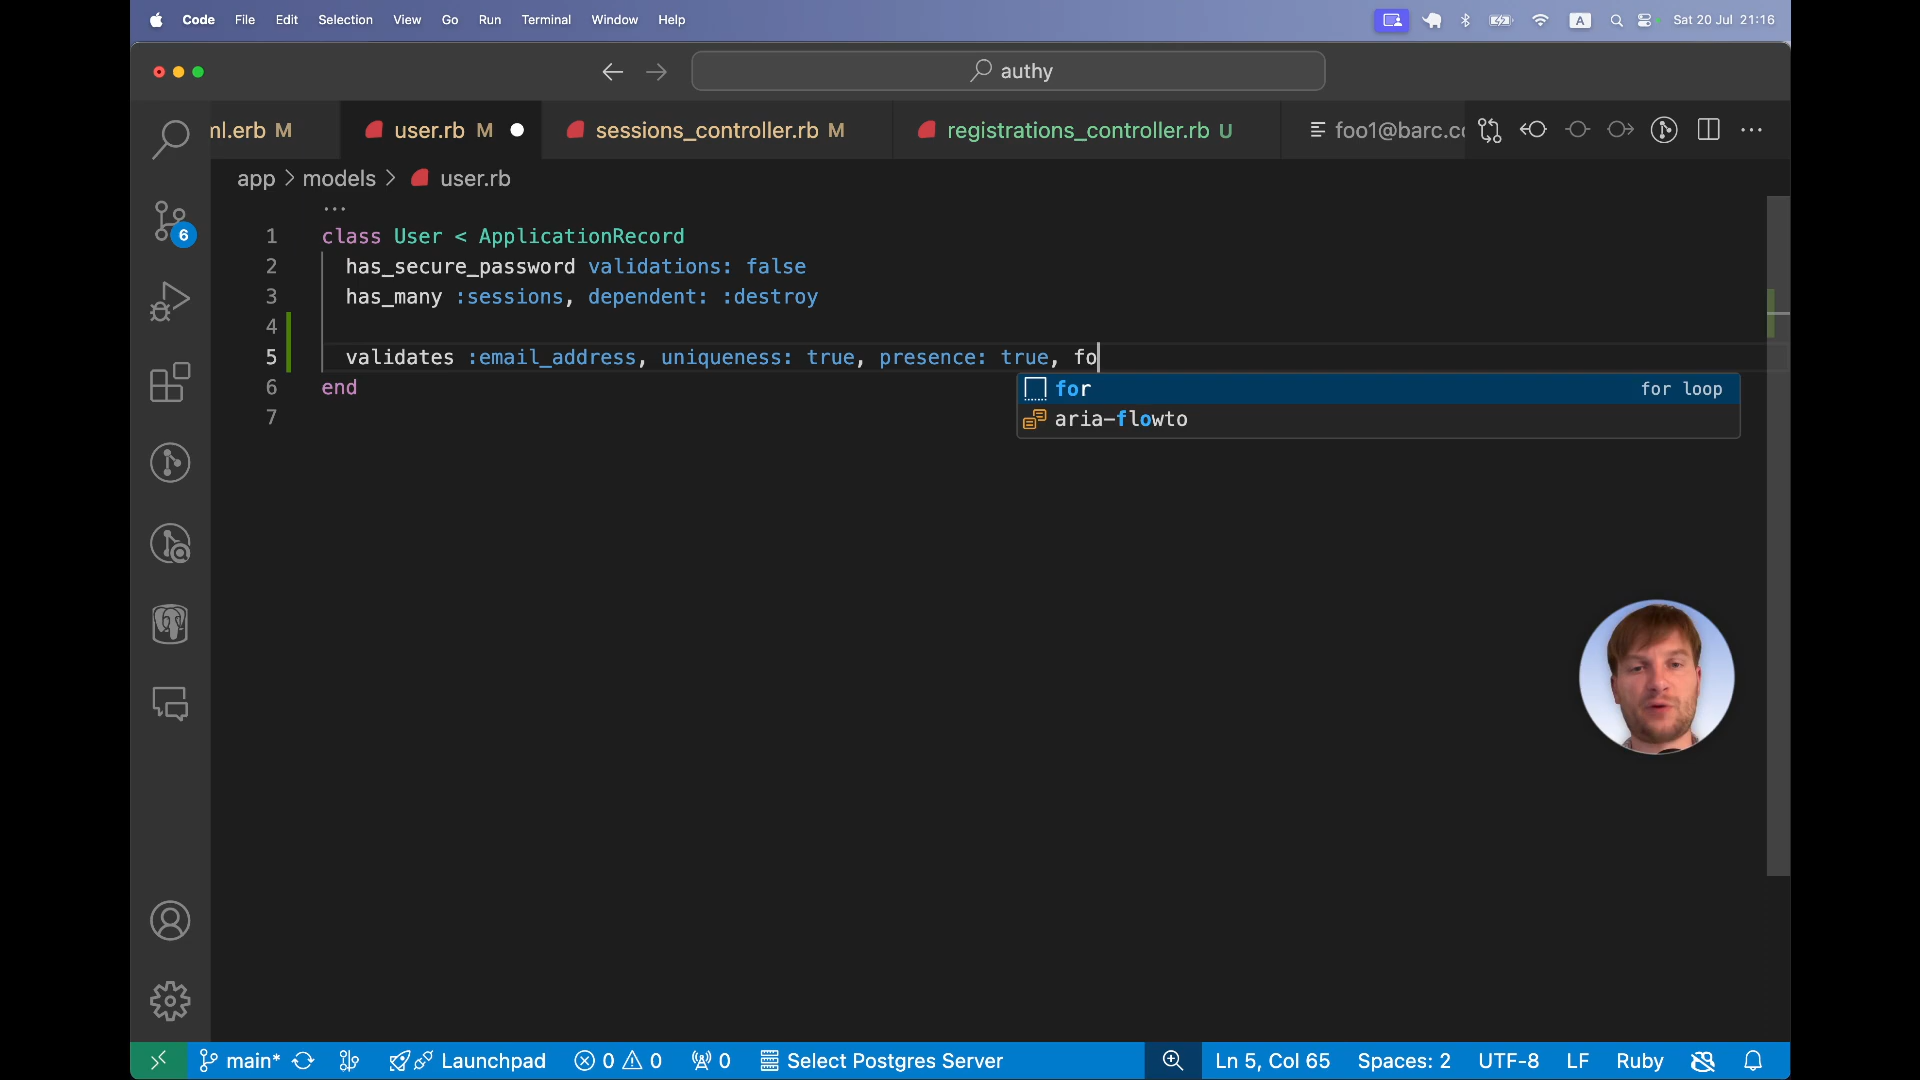 Code File Edit Selection View Go Run Terminal Window Help A Sat 20 Jul 21:16
authy
ml.erb M user.rb M sessions_controller.rb M registrations_controller.rb U foo1@barc.cc
app > models > user.rb
...
1 class User < ApplicationRecord
2 has_secure_password validations: false
3 has_many :sessions, dependent: :destroy
4
5 validates :email_address, uniqueness: true, presence: true, fo
for for loop
6 end
aria-flowto
7
6
main* Launchpad 0 0 0 Select Postgres Server Ln 5, Col 65 Spaces: 2 UTF-8 LF Ruby